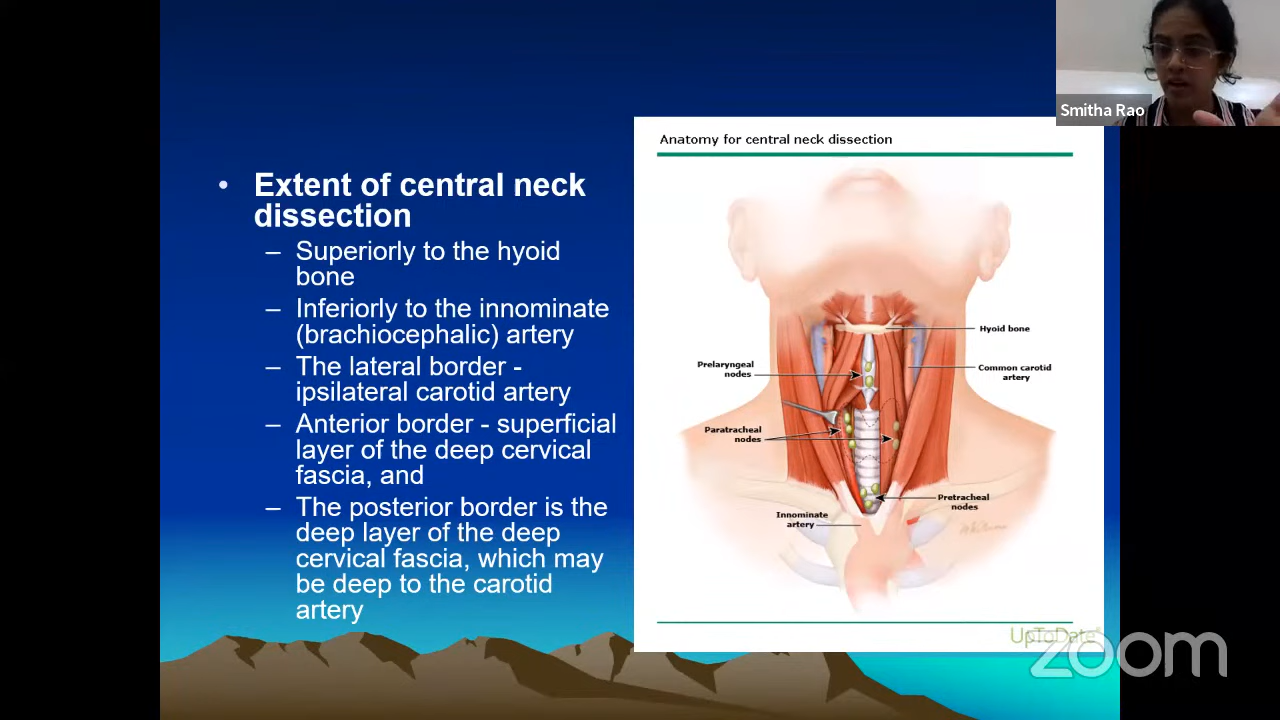 Smitha Rao
• Extent of central neck
dissection
– Superiorly to the hyoid
bone
– Inferiorly to the innominate
(brachiocephalic) artery
– The lateral border -
ipsilateral carotid artery
– Anterior border - superficial
layer of the deep cervical
fascia, and
– The posterior border is the
deep layer of the deep
cervical fascia, which may
be deep to the carotid
artery
Anatomy for central neck dissection
Hyoid bone
Prelaryngeal
nodes
Common carotid
artery
Paratracheal
nodes
Pretracheal
nodes
Innominate
artery
UpToDate®
zoom